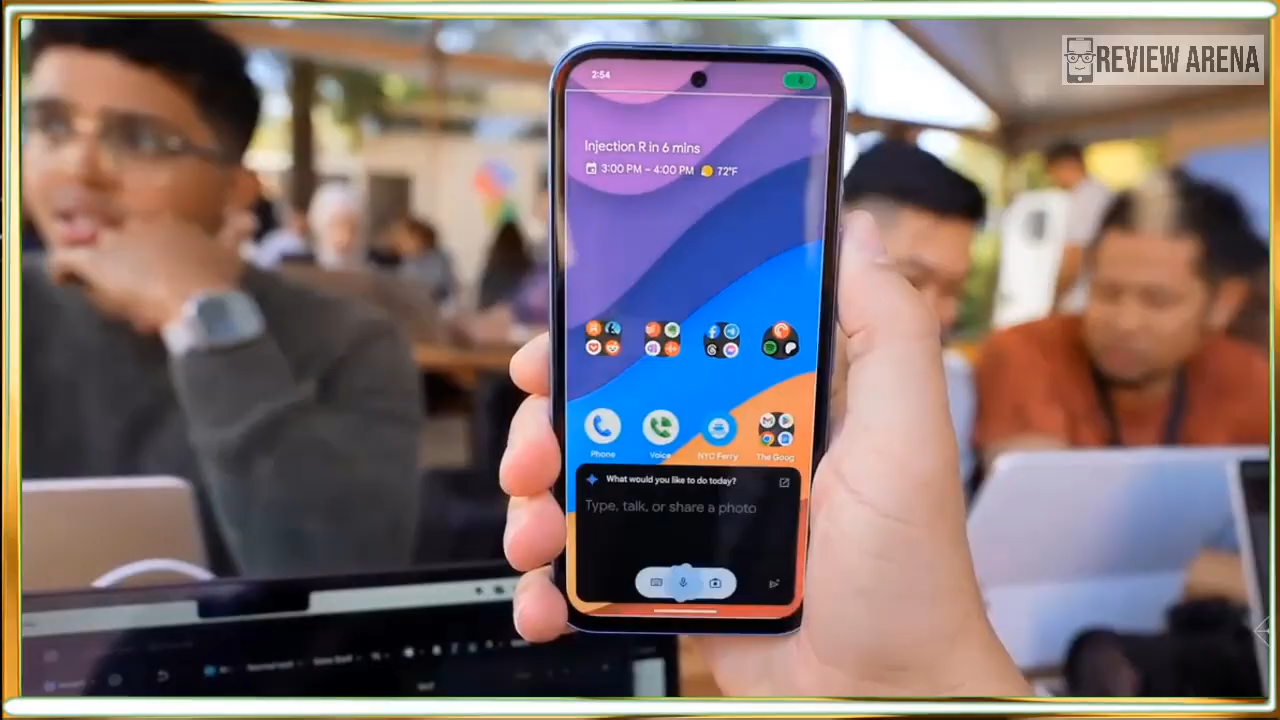 REVIEW ARENA
2:54
Injection R in 6 mins
3:00 PM – 4:00 PM 72°F
Phone Voice NYC Ferry The Goog
What would you like to do today?
Type, talk, or share a photo